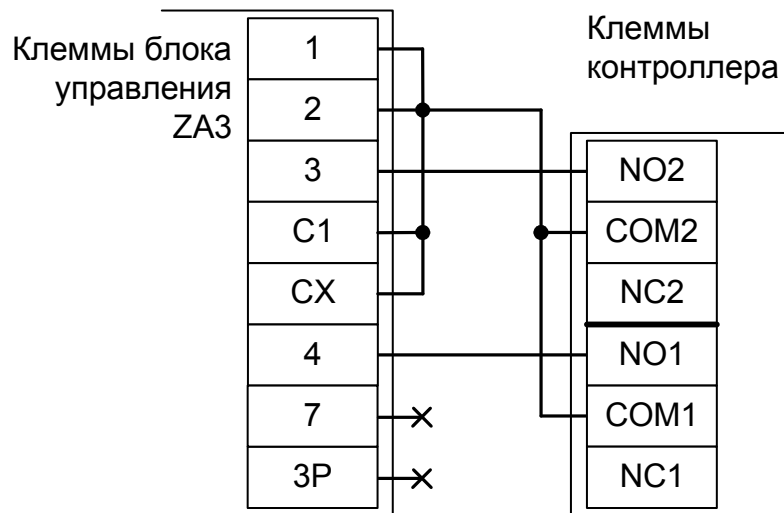 Клеммы блока
управления
ZA3
1
2
3
C1
CX
4
7
3P
Клеммы
контроллера
NO2
COM2
NC2
NO1
COM1
NC1